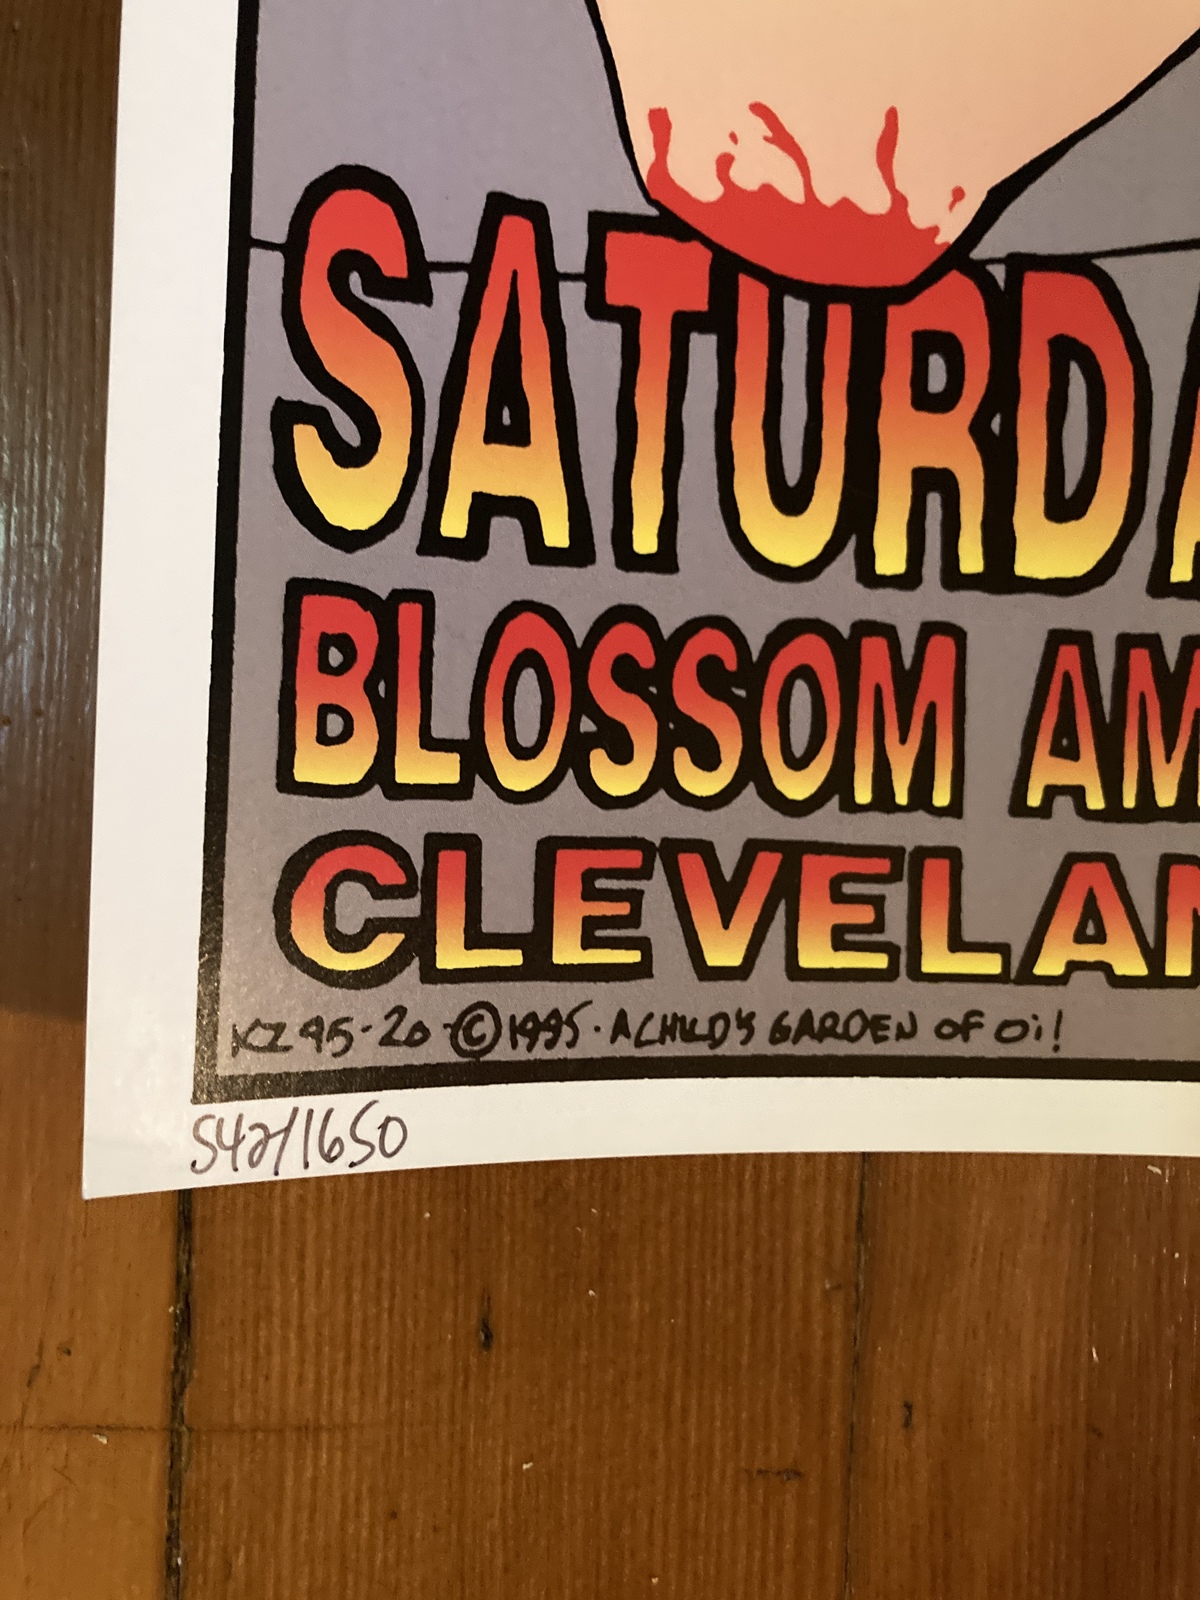 SATURDA
BLOSSOM AM
CLEVELAN
KZ 95-20 © 1995. A CHILD'S GARDEN OF Oi!
542/1650